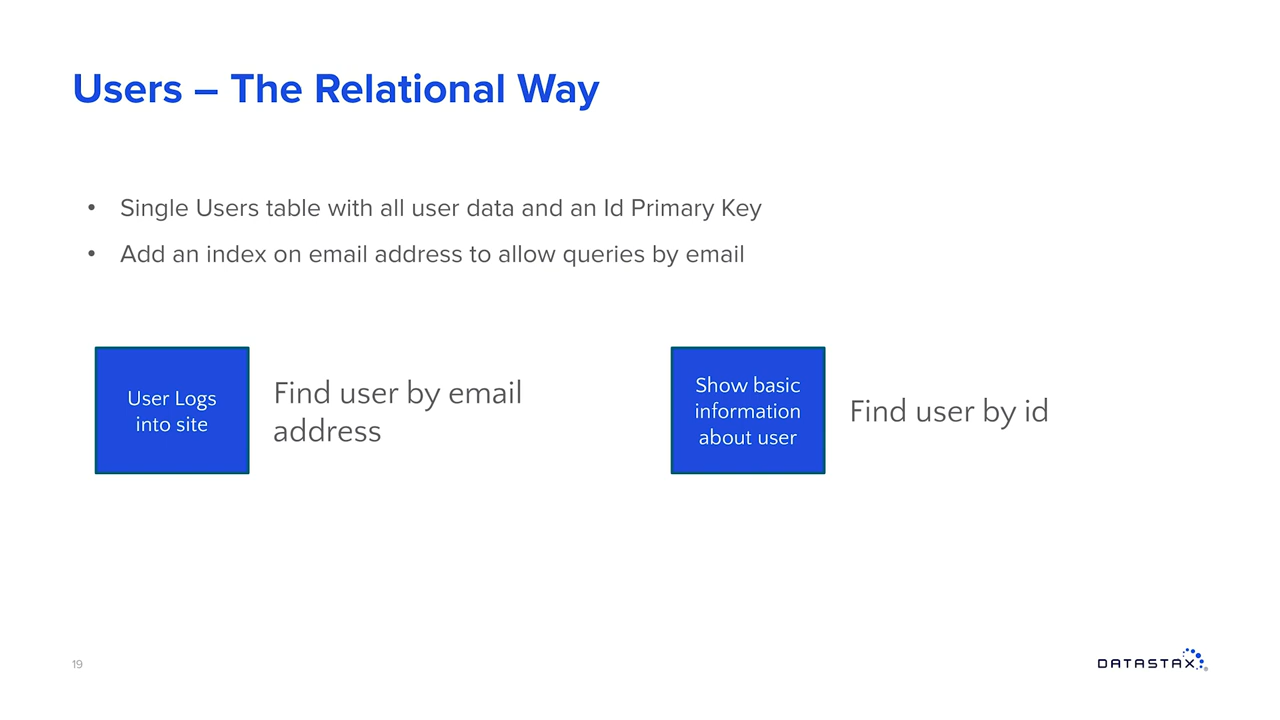 Users – The Relational Way
• Single Users table with all user data and an Id Primary Key
• Add an index on email address to allow queries by email
User Logs
into site
Find user by email
address
Show basic
information
about user
Find user by id
19
DATASTAX